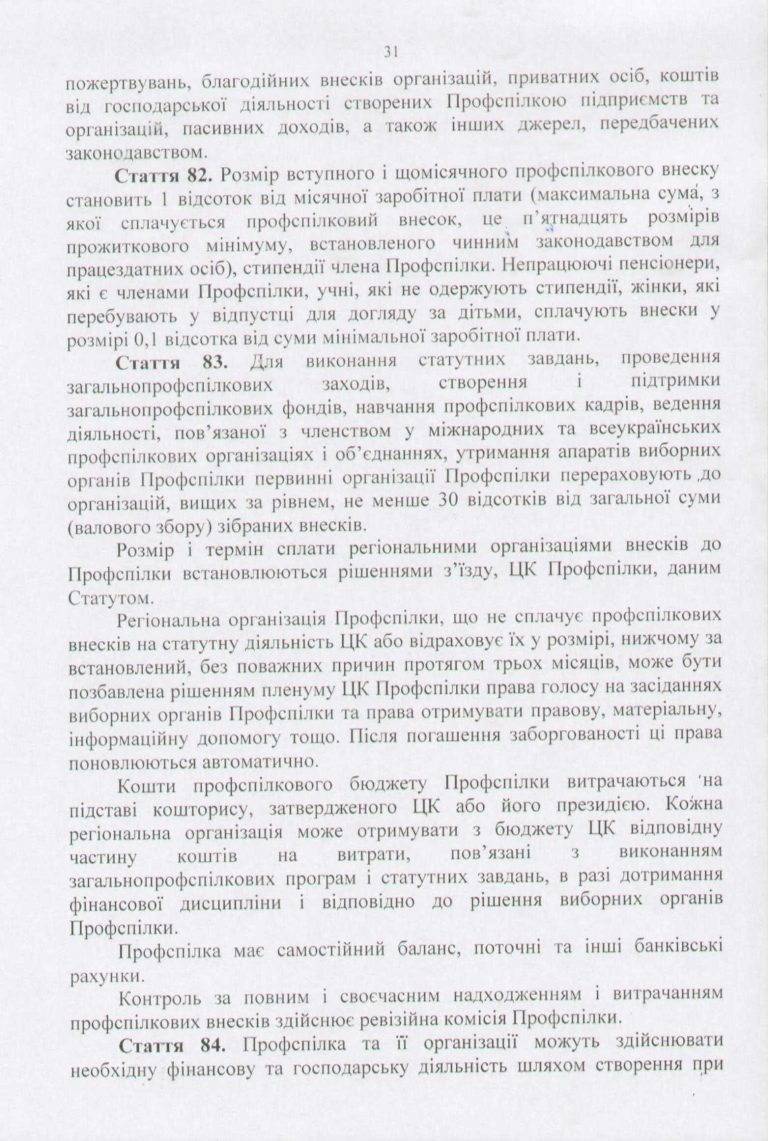 31
пожертвувань, благодійних внесків організацій, приватних осіб, коштів
від господарської діяльності створених Профспілкою підприємств та
організацій, пасивних доходів, а також інших джерел, передбачених
законодавством.
Стаття 82. Розмір вступного і щомісячного профспілкового внеску
становить 1 відсоток від місячної заробітної плати (максимальна сума, з
якої сплачується профспілковий внесок, це п’ятнадцять розмірів
прожиткового мінімуму, встановленого чинним законодавством для
працездатних осіб), стипендії члена Профспілки. Непрацюючі пенсіонери,
які є членами Профспілки, учні, які не одержують стипендії, жінки, які
перебувають у відпустці для догляду за дітьми, сплачують внески у
розмірі 0,1 відсотка від суми мінімальної заробітної плати.
Стаття 83. Для виконання статутних завдань, проведення
загальнопрофспілкових заходів, створення і підтримки
загальнопрофспілкових фондів, навчання профспілкових кадрів, ведення
діяльності, пов’язаної з членством у міжнародних та всеукраїнських
профспілкових організаціях і об’єднаннях, утримання апаратів виборних
органів Профспілки первинні організації Профспілки перераховують до
організацій, вищих за рівнем, не менше 30 відсотків від загальної суми
(валового збору) зібраних внесків.
Розмір і термін сплати регіональними організаціями внесків до
Профспілки встановлюються рішеннями з’їзду, ЦК Профспілки, даним
Статутом.
Регіональна організація Профспілки, що не сплачує профспілкових
внесків на статутну діяльність ЦК або відраховує їх у розмірі, нижчому за
встановлений, без поважних причин протягом трьох місяців, може бути
позбавлена рішенням пленуму ЦК Профспілки права голосу на засіданнях
виборних органів Профспілки та права отримувати правову, матеріальну,
інформаційну допомогу тощо. Після погашення заборгованості ці права
поновлюються автоматично.
Кошти профспілкового бюджету Профспілки витрачаються на
підставі кошторису, затвердженого ЦК або його президією. Кожна
регіональна організація може отримувати з бюджету ЦК відповідну
частину коштів на витрати, пов’язані з виконанням
загальнопрофспілкових програм і статутних завдань, в разі дотримання
фінансової дисципліни і відповідно до рішення виборних органів
Профспілки.
Профспілка має самостійний баланс, поточні та інші банківські
рахунки.
Контроль за повним і своєчасним надходженням і витрачанням
профспілкових внесків здійснює ревізійна комісія Профспілки.
Стаття 84. Профспілка та її організації можуть здійснювати
необхідну фінансову та господарську діяльність шляхом створення при